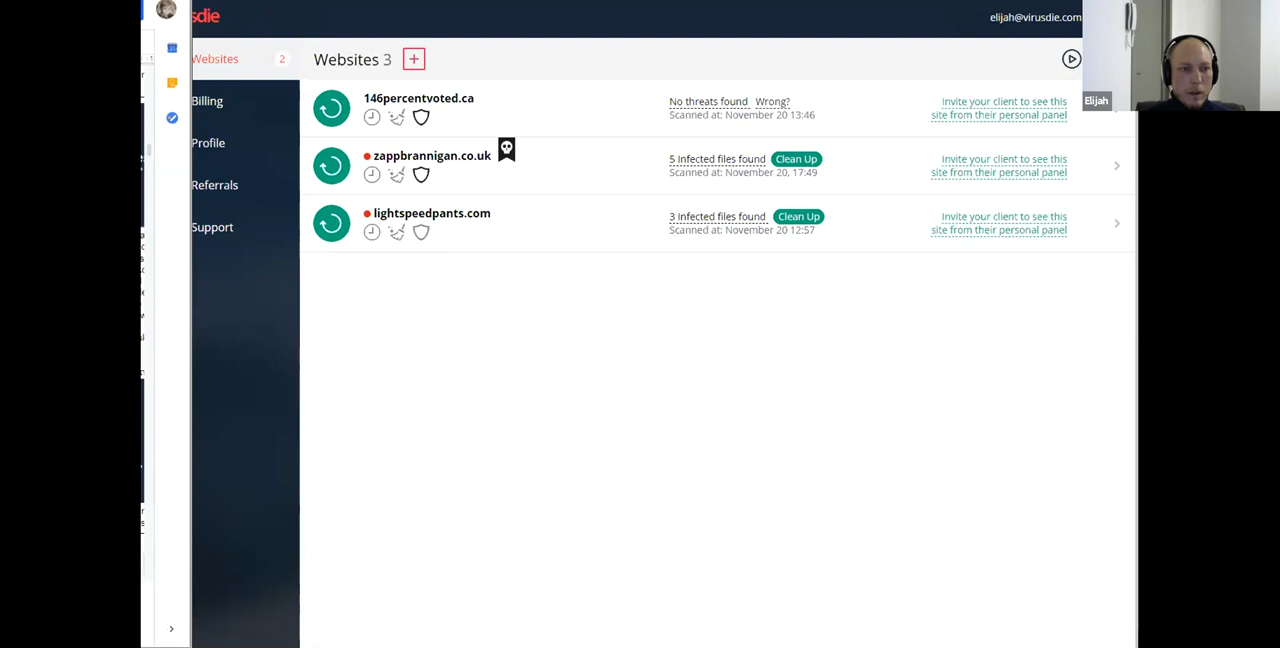 sdie
elijah@virusdie.com
Websites 2
Billing
Profile
Referrals
Support
Websites 3
146percentvoted.ca
No threats found Wrong?
Scanned at: November 20 13:46
Invite your client to see this
site from their personal panel
zappbrannigan.co.uk
5 Infected files found Clean Up
Scanned at: November 20, 17:49
Invite your client to see this
site from their personal panel
lightspeedpants.com
3 Infected files found Clean Up
Scanned at: November 20 12:57
Invite your client to see this
site from their personal panel
Elijah